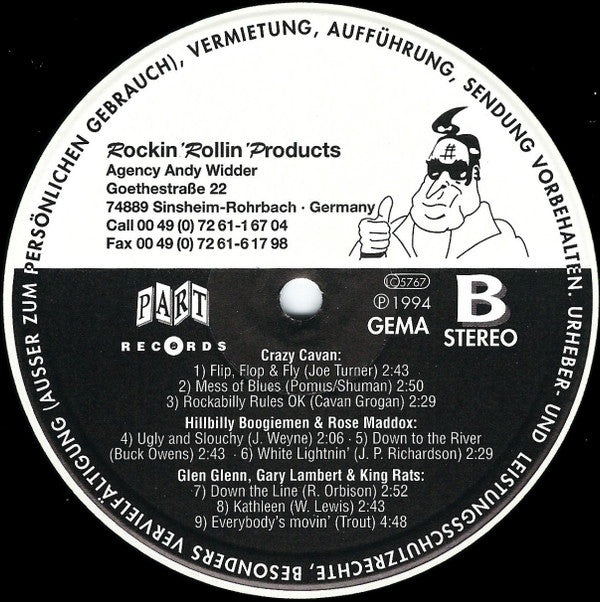 URHEBER- UND LEISTUNGSSCHUTZRECHTE, BESONDERS VERVIELFÄLTIGUNG (AUSSER ZUM PERSÖNLICHEN GEBRAUCH), VERMIETUNG, AUFFÜHRUNG, SENDUNG VORBEHALTEN.
Rockin'Rollin'Products
Agency Andy Widder
Goethestraße 22
74889 Sinsheim-Rohrbach · Germany
Call 00 49 (0) 72 61-1 67 04
Fax 00 49 (0) 72 61-6 17 98
#
PART
RECORDS
LC5767
℗ 1994
GEMA
B
STEREO
Crazy Cavan:
1) Flip, Flop & Fly (Joe Turner) 2:43
2) Mess of Blues (Pomus/Shuman) 2:50
3) Rockabilly Rules OK (Cavan Grogan) 2:29
Hillbilly Boogiemen & Rose Maddox:
4) Ugly and Slouchy (J. Weyne) 2:06 · 5) Down to the River
(Buck Owens) 2:43 · 6) White Lightnin' (J. P. Richardson) 2:29
Glen Glenn, Gary Lambert & King Rats:
7) Down the Line (R. Orbison) 2:52
8) Kathleen (W. Lewis) 2:43
9) Everybody's movin' (Trout) 4:48